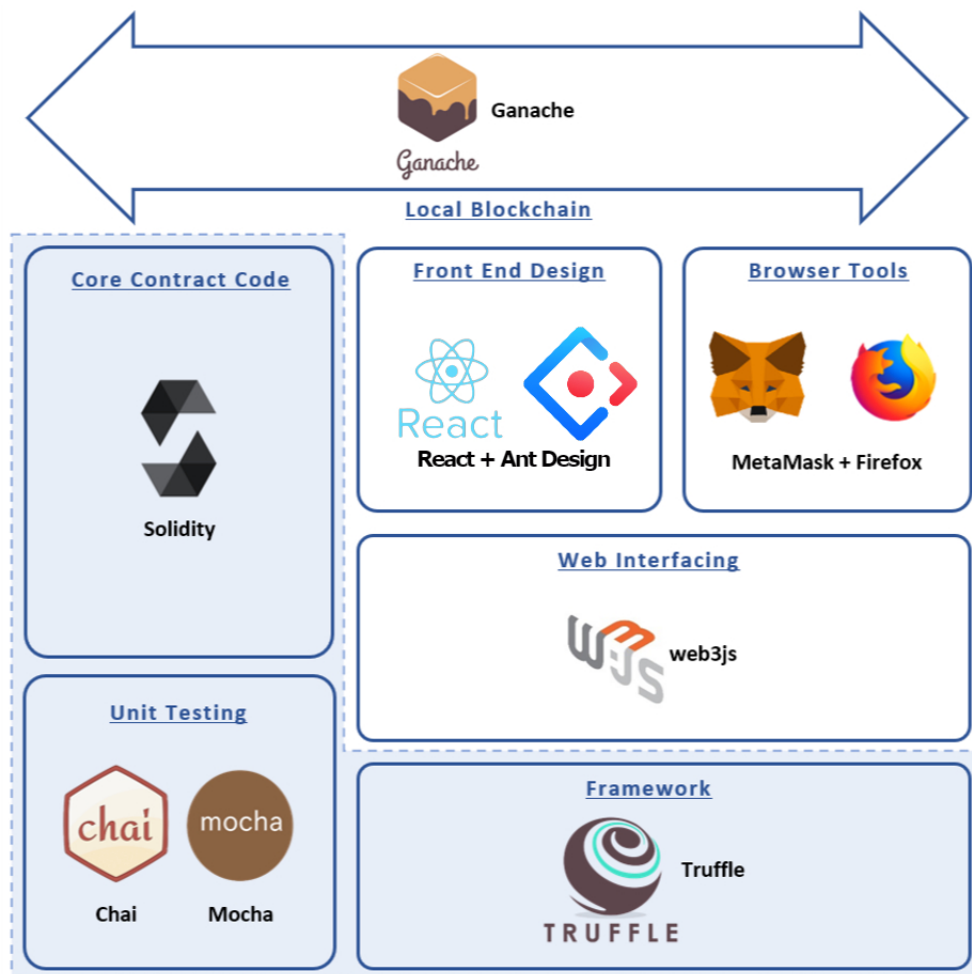 Ganache
Ganache
Local Blockchain
Core Contract Code
Solidity
Front End Design
React
React + Ant Design
Browser Tools
MetaMask + Firefox
Web Interfacing
W3JS
web3js
Unit Testing
chai
mocha
Chai
Mocha
Framework
Truffle
TRUFFLE